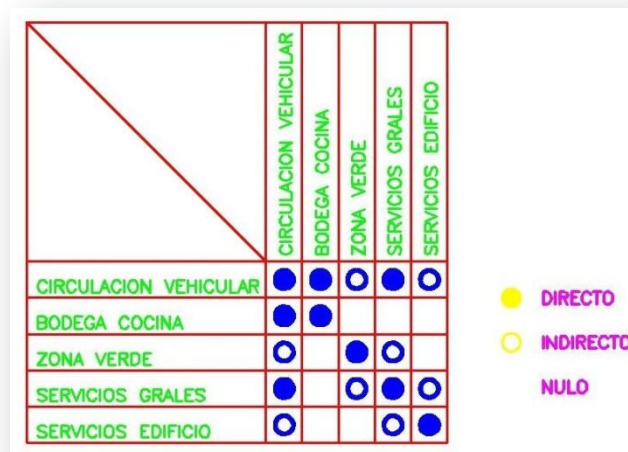 CIRCULACION VEHICULAR
BODEGA COCINA
ZONA VERDE
SERVICIOS GRALES
SERVICIOS EDIFICIO
CIRCULACION VEHICULAR
BODEGA COCINA
ZONA VERDE
SERVICIOS GRALES
SERVICIOS EDIFICIO
DIRECTO
INDIRECTO
NULO